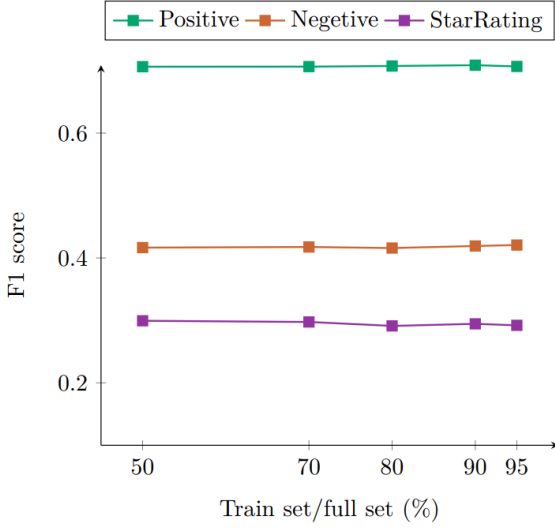 Positive Negetive StarRating
0.6
0.4
0.2
F1 score
50 70 80 90 95
Train set/full set (%)